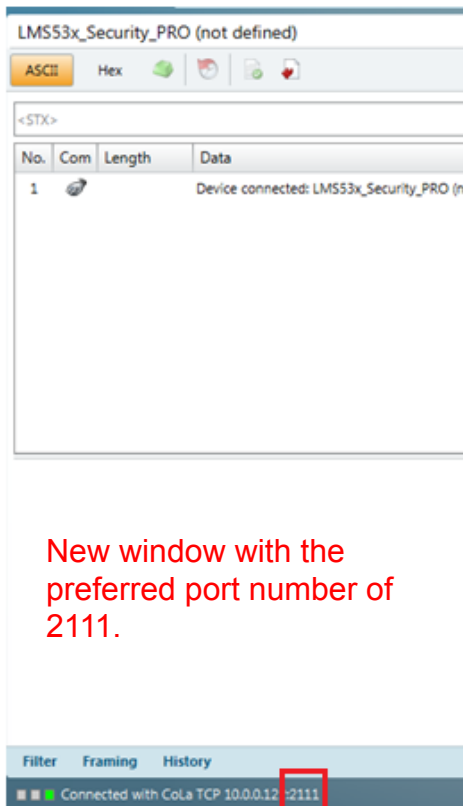 LMS53x_Security_PRO (not defined)
ASCII Hex
<STX>
No. Com Length Data
1 Device connected: LMS53x_Security_PRO (n
New window with the
preferred port number of
2111.
Filter Framing History
Connected with CoLa TCP 10.0.0.12 :2111